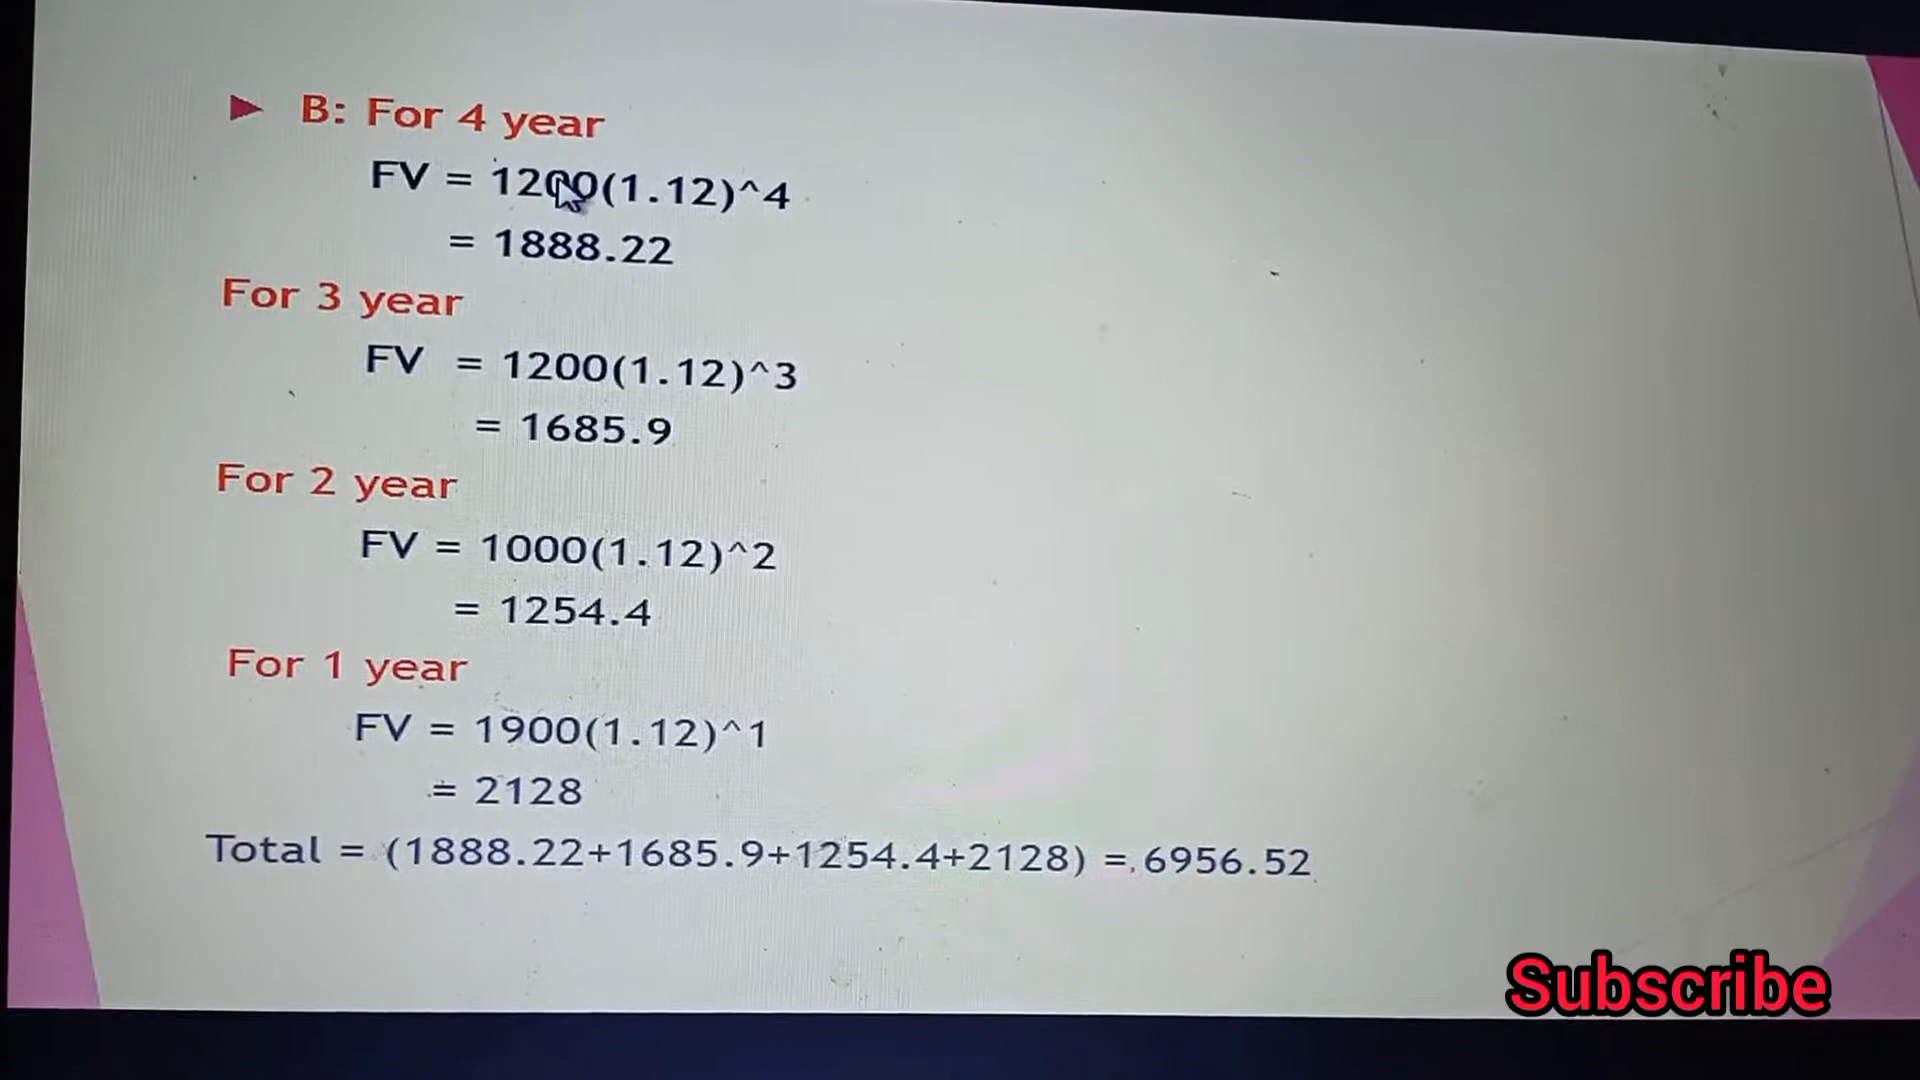 B: For 4 year
FV = 1200(1.12)^4
= 1888.22
For 3 year
FV = 1200(1.12)^3
= 1685.9
For 2 year
FV = 1000(1.12)^2
= 1254.4
For 1 year
FV = 1900(1.12)^1
= 2128
Total = (1888.22+1685.9+1254.4+2128) = 6956.52
Subscribe